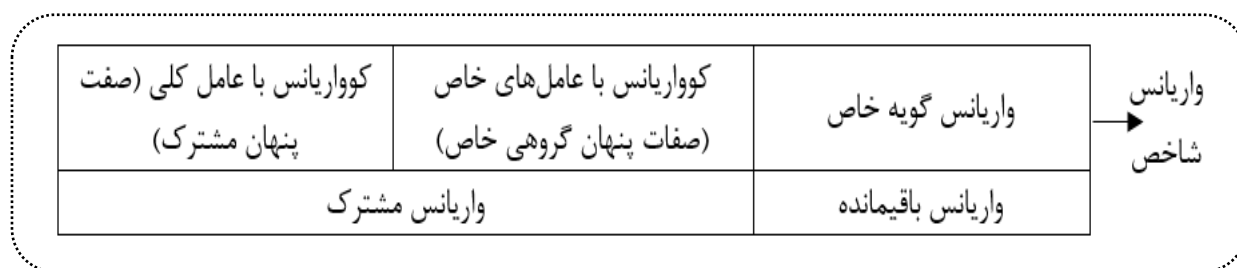 واریانس
شاخص
واریانس گویه خاص
کوواریانس با عامل‌های خاص
(صفات پنهان گروهی خاص)
کوواریانس با عامل کلی (صفت
پنهان مشترک)
واریانس باقیمانده
واریانس مشترک